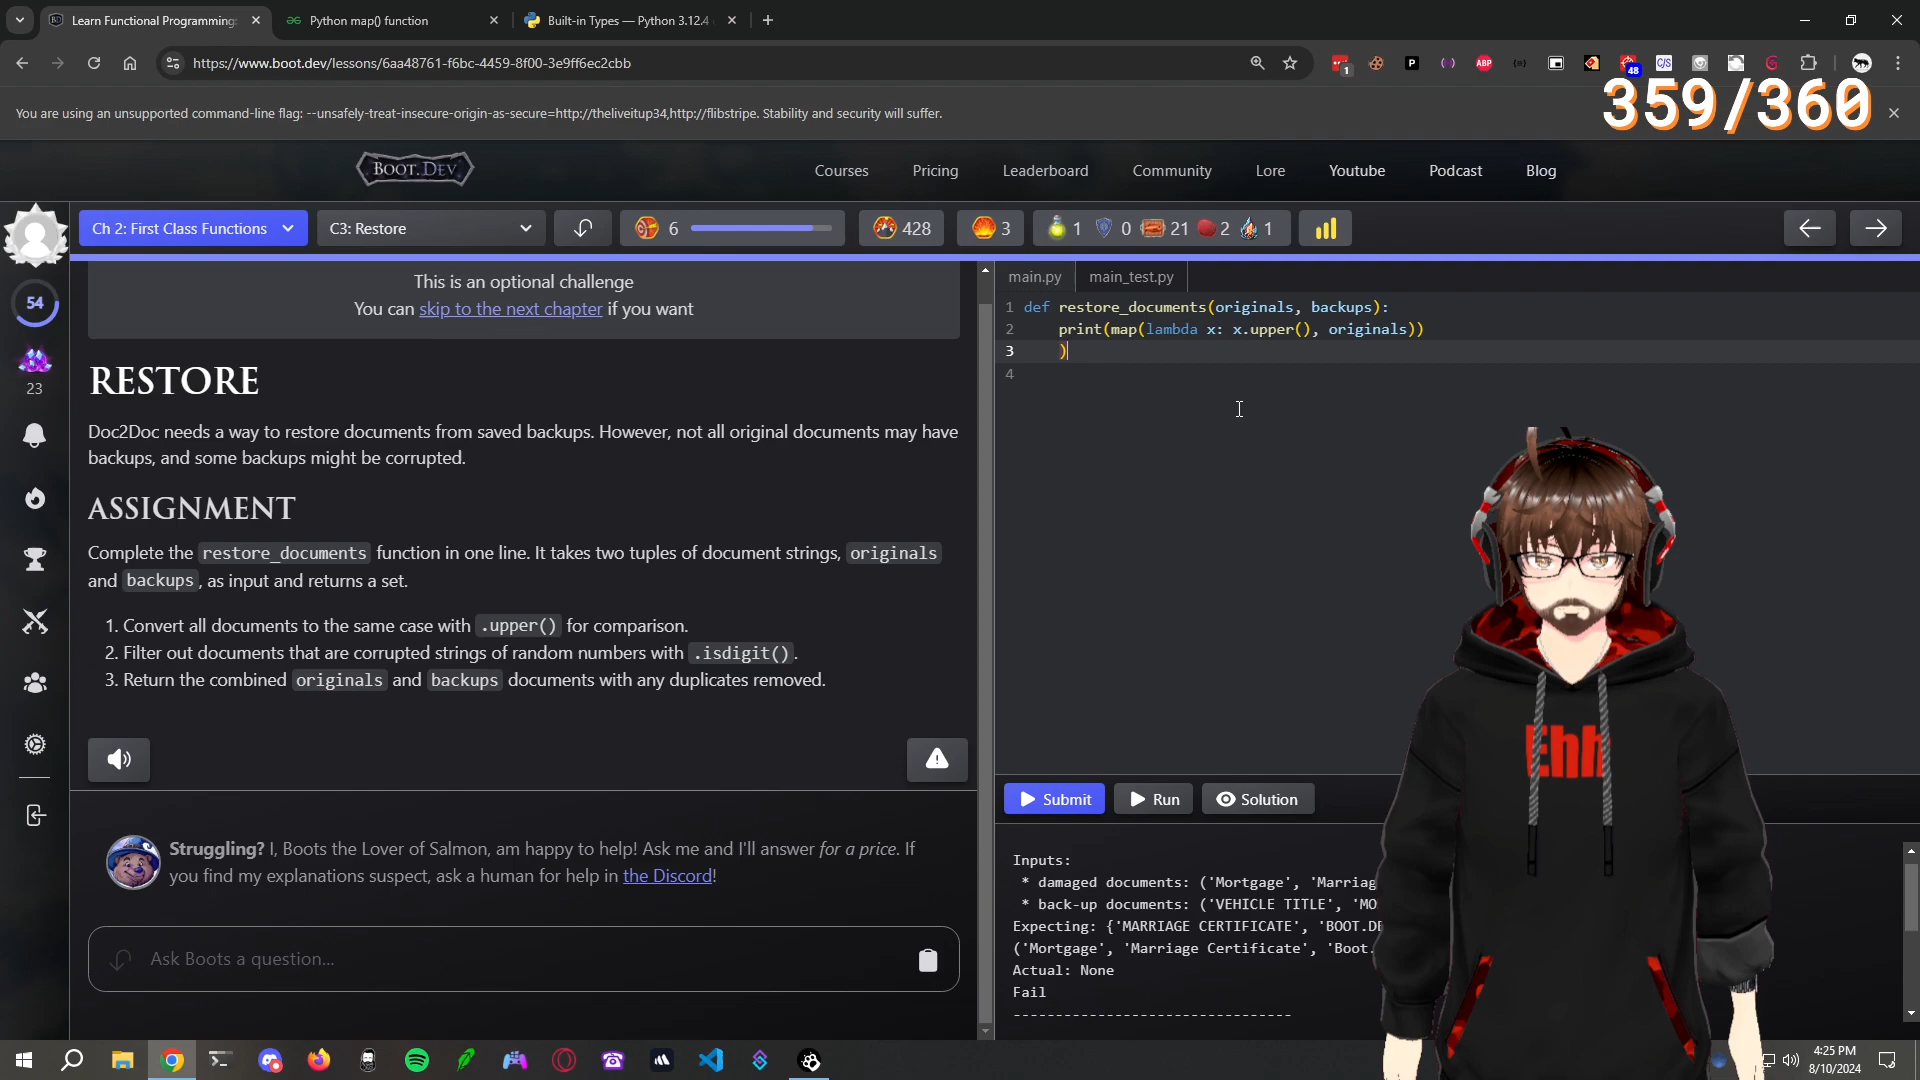 Learn Functional Programming:
Python map() function
Built-in Types — Python 3.12.4
https://www.boot.dev/lessons/6aa48761-f6bc-4459-8f00-3e9ff6ec2cbb
1
P
ABP
48
359/360
You are using an unsupported command-line flag: --unsafely-treat-insecure-origin-as-secure=http://theliveitup34,http://flibstripe. Stability and security will suffer.
BOOT.DEV
Courses
Pricing
Leaderboard
Community
Lore
Youtube
Podcast
Blog
Ch 2: First Class Functions
C3: Restore
6
428
3
1
0
21
2
1
54
23
This is an optional challenge
You can skip to the next chapter if you want
RESTORE
Doc2Doc needs a way to restore documents from saved backups. However, not all original documents may have
backups, and some backups might be corrupted.
ASSIGNMENT
Complete the restore_documents function in one line. It takes two tuples of document strings, originals
and backups, as input and returns a set.
1. Convert all documents to the same case with .upper() for comparison.
2. Filter out documents that are corrupted strings of random numbers with .isdigit().
3. Return the combined originals and backups documents with any duplicates removed.
Struggling? I, Boots the Lover of Salmon, am happy to help! Ask me and I'll answer for a price. If
you find my explanations suspect, ask a human for help in the Discord!
Ask Boots a question...
main.py
main_test.py
1 def restore_documents(originals, backups):
2     print(map(lambda x: x.upper(), originals))
3     )
4
Submit
Run
Solution
Inputs:
* damaged documents: ('Mortgage', 'Marriag
* back-up documents: ('VEHICLE TITLE', 'MO
Expecting: {'MARRIAGE CERTIFICATE', 'BOOT.DE
('Mortgage', 'Marriage Certificate', 'Boot.
Actual: None
Fail
--------------------------------
Ehh
4:25 PM
8/10/2024